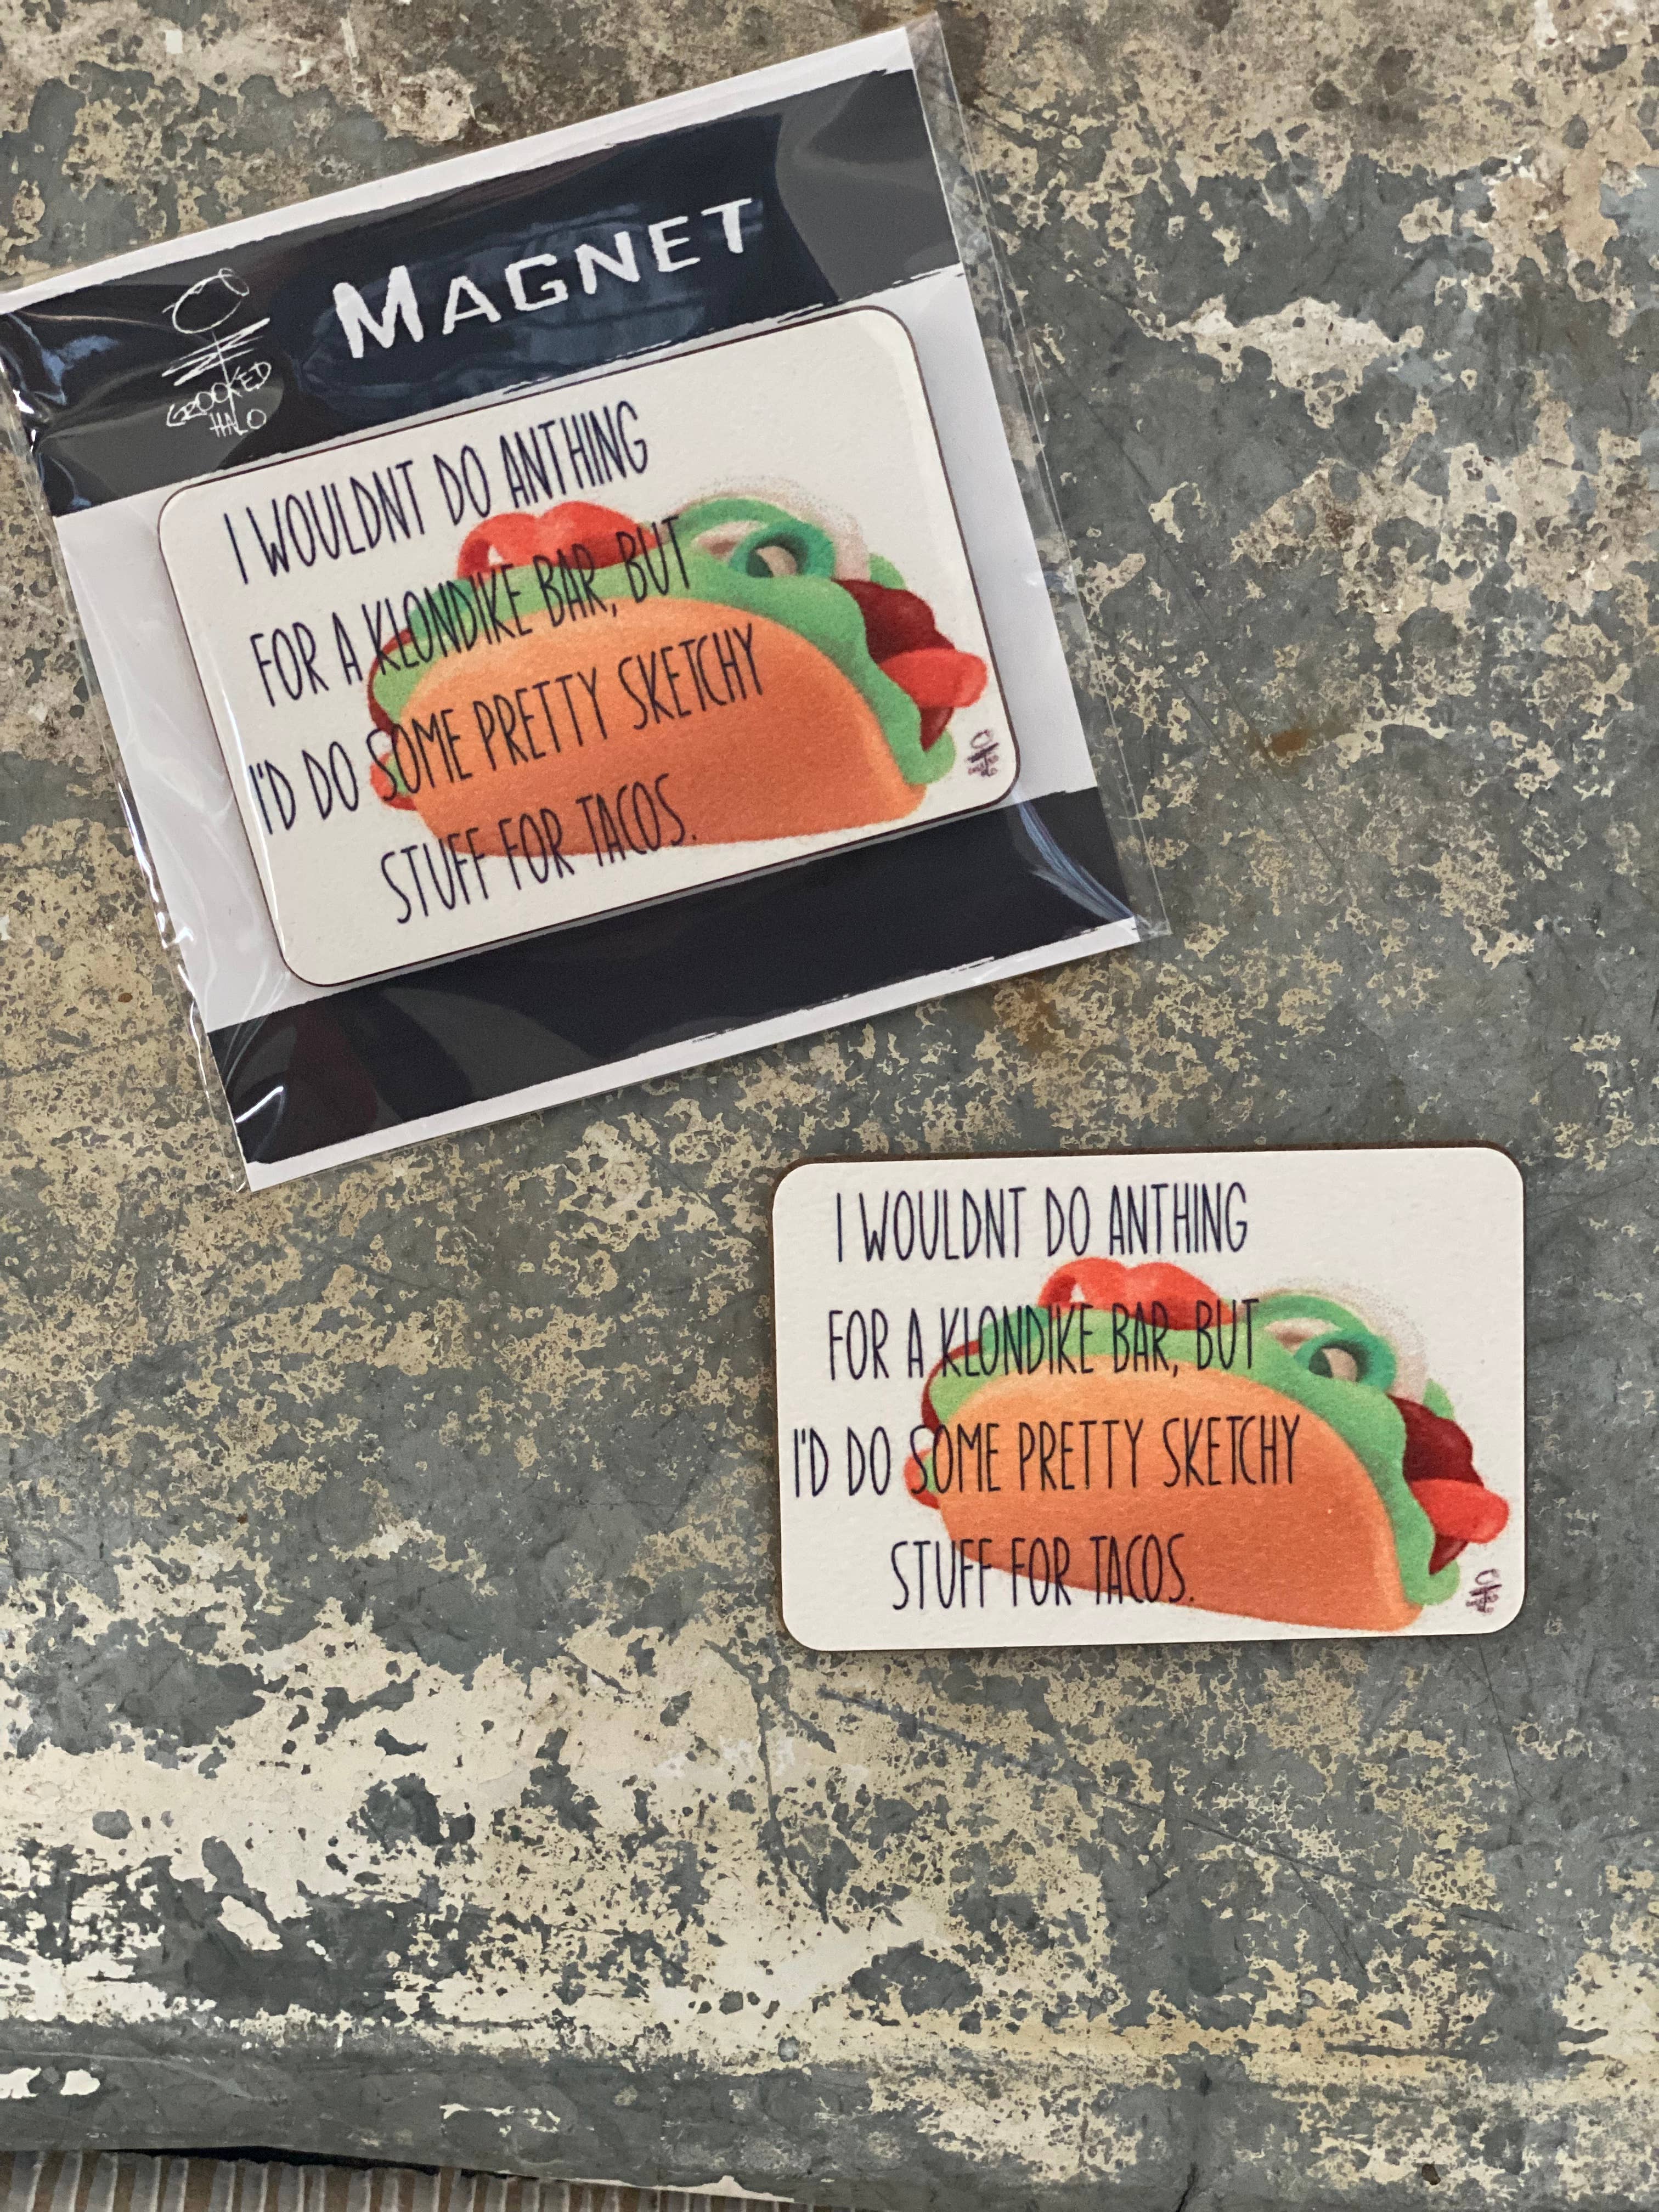 MAGNET
CROOKED
HALO
I WOULDNT DO ANTHING
FOR A KLONDIKE BAR, BUT
I'D DO SOME PRETTY SKETCHY
STUFF FOR TACOS.
I WOULDNT DO ANTHING
FOR A KLONDIKE BAR, BUT
I'D DO SOME PRETTY SKETCHY
STUFF FOR TACOS.